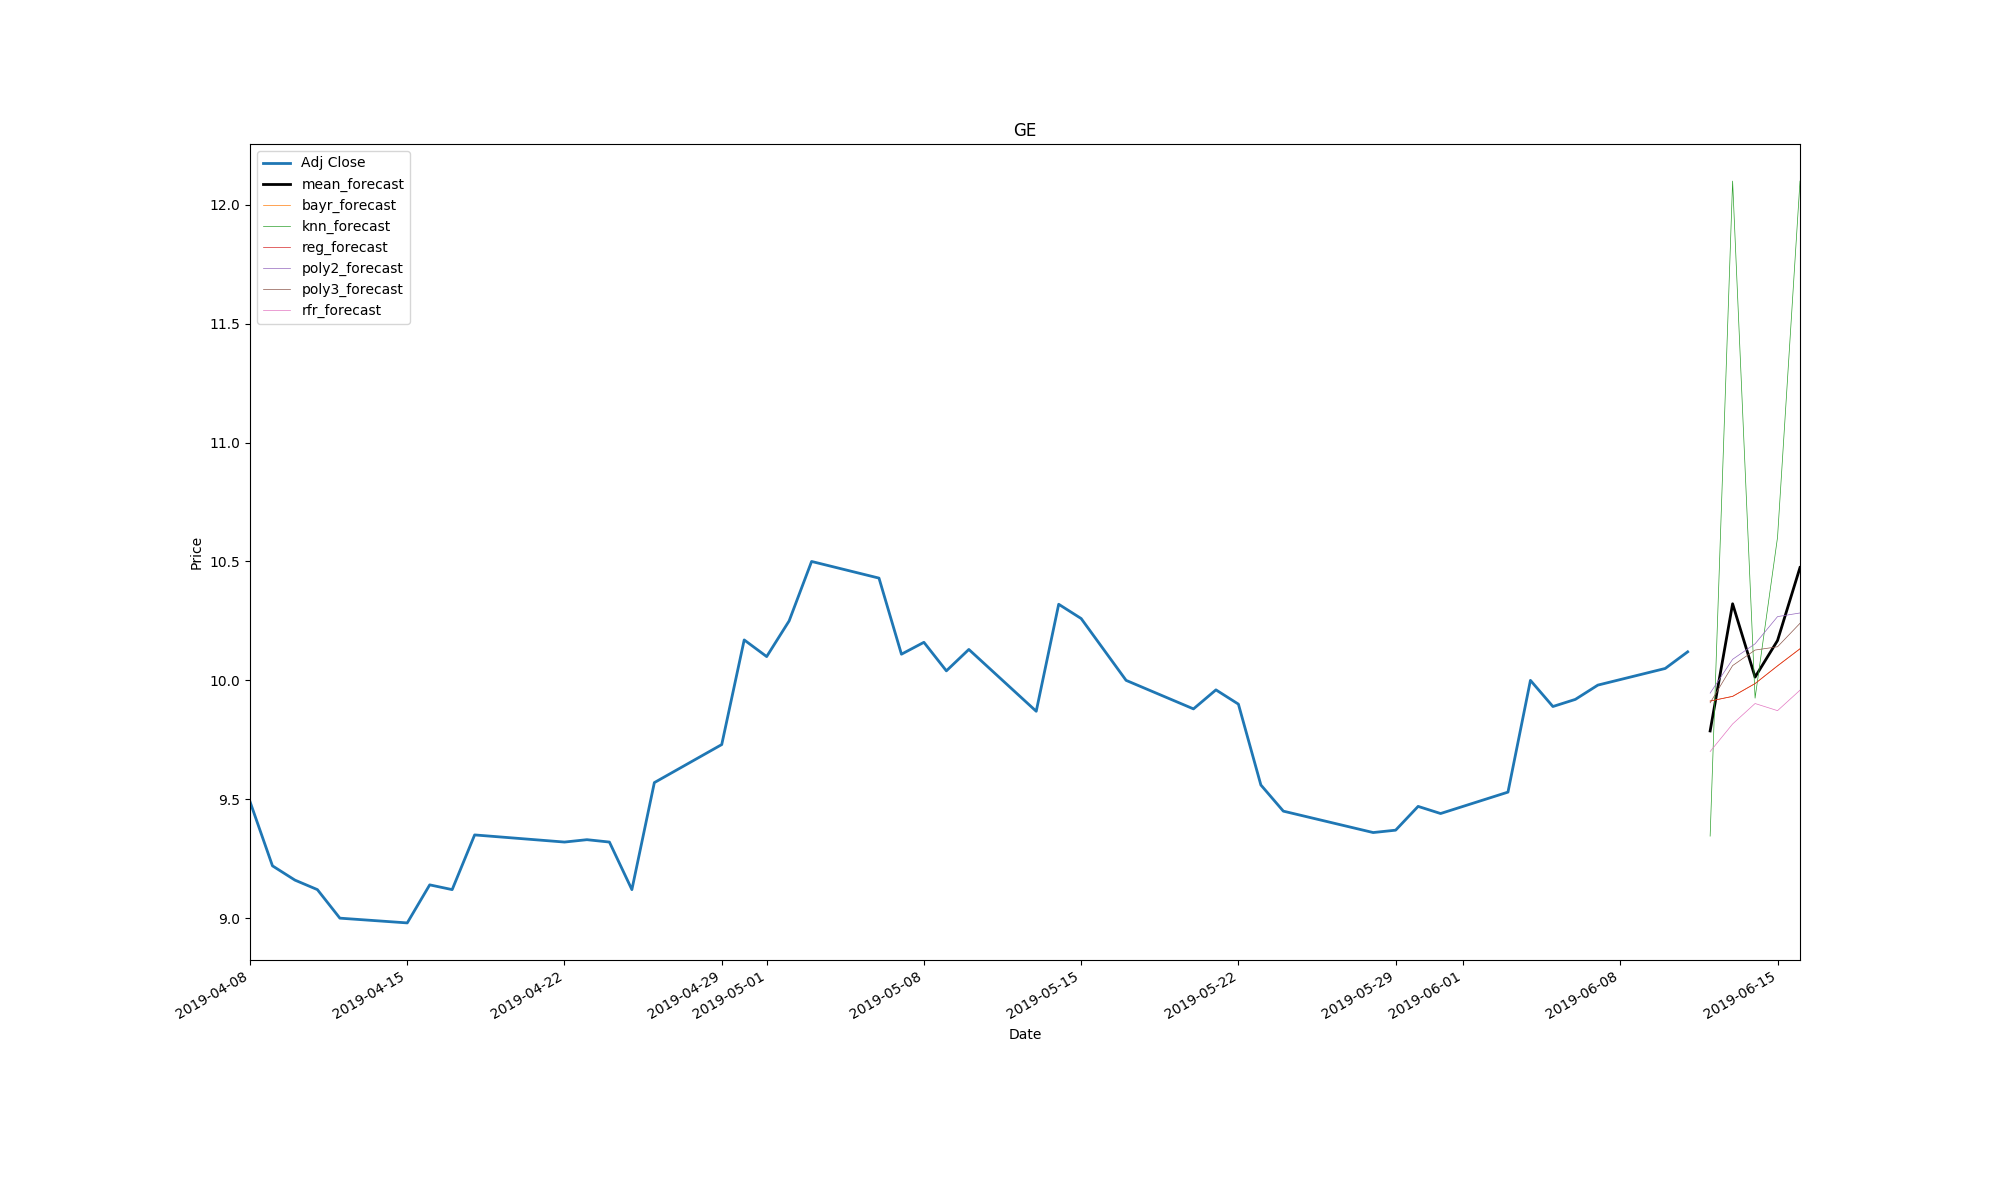 GE
Adj Close
mean_forecast
bayr_forecast
knn_forecast
reg_forecast
poly2_forecast
poly3_forecast
rfr_forecast
12.0
11.5
11.0
10.5
10.0
9.5
9.0
Price
2019-04-08
2019-04-15
2019-04-22
2019-04-29
2019-05-01
2019-05-08
2019-05-15
2019-05-22
2019-05-29
2019-06-01
2019-06-08
2019-06-15
Date